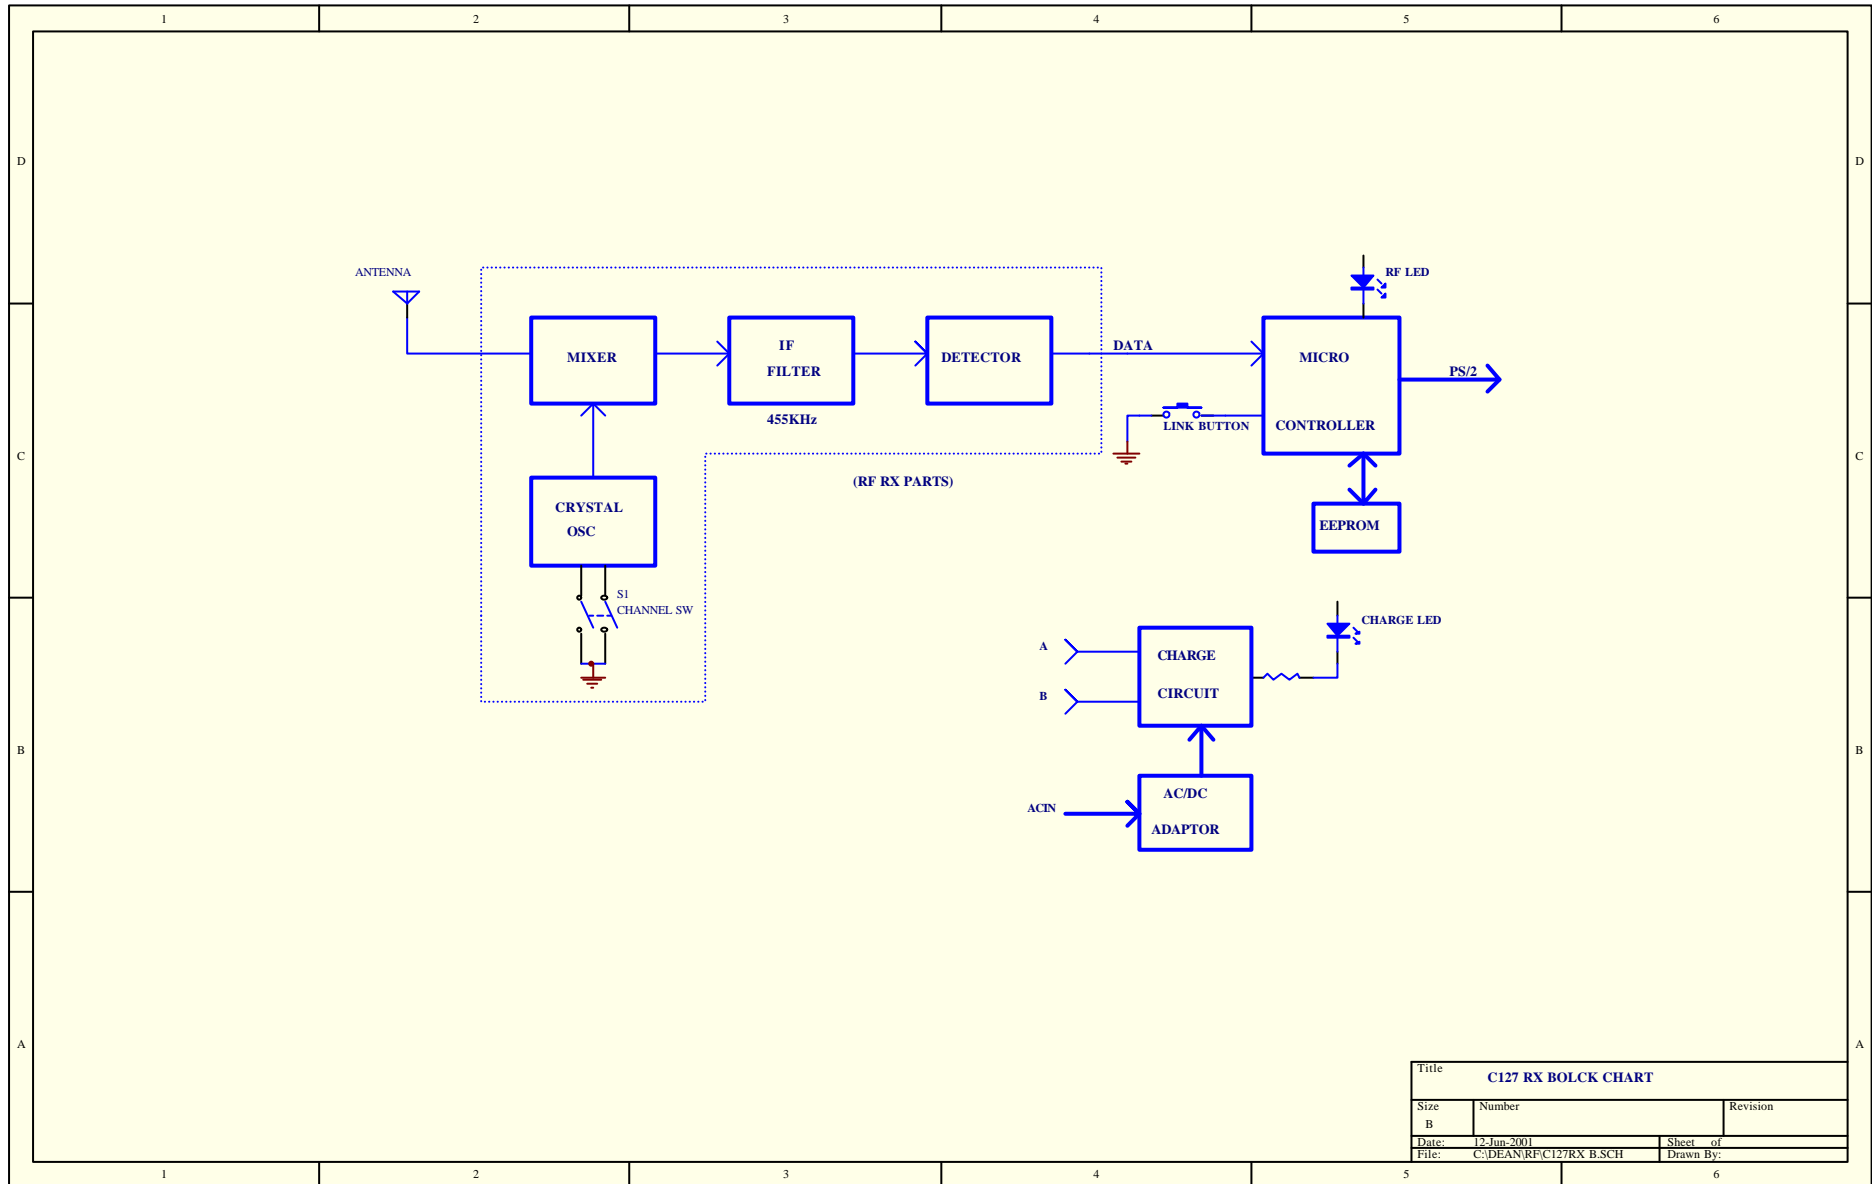 1 2 3 4 5 6
D D
ANTENNA
RF LED
MIXER
IF
FILTER
455KHz
DETECTOR
DATA
MICRO
CONTROLLER
PS/2
LINK BUTTON
C C
(RF RX PARTS)
CRYSTAL
OSC
EEPROM
S1
CHANNEL SW
CHARGE LED
A
B
CHARGE
CIRCUIT
B B
ACIN
AC/DC
ADAPTOR
A A
Title
C127 RX BOLCK CHART
Size Number Revision
B
Date: 12-Jun-2001 Sheet of
File: C:\DEAN\RF\C127RX B.SCH Drawn By:
1 2 3 4 5 6